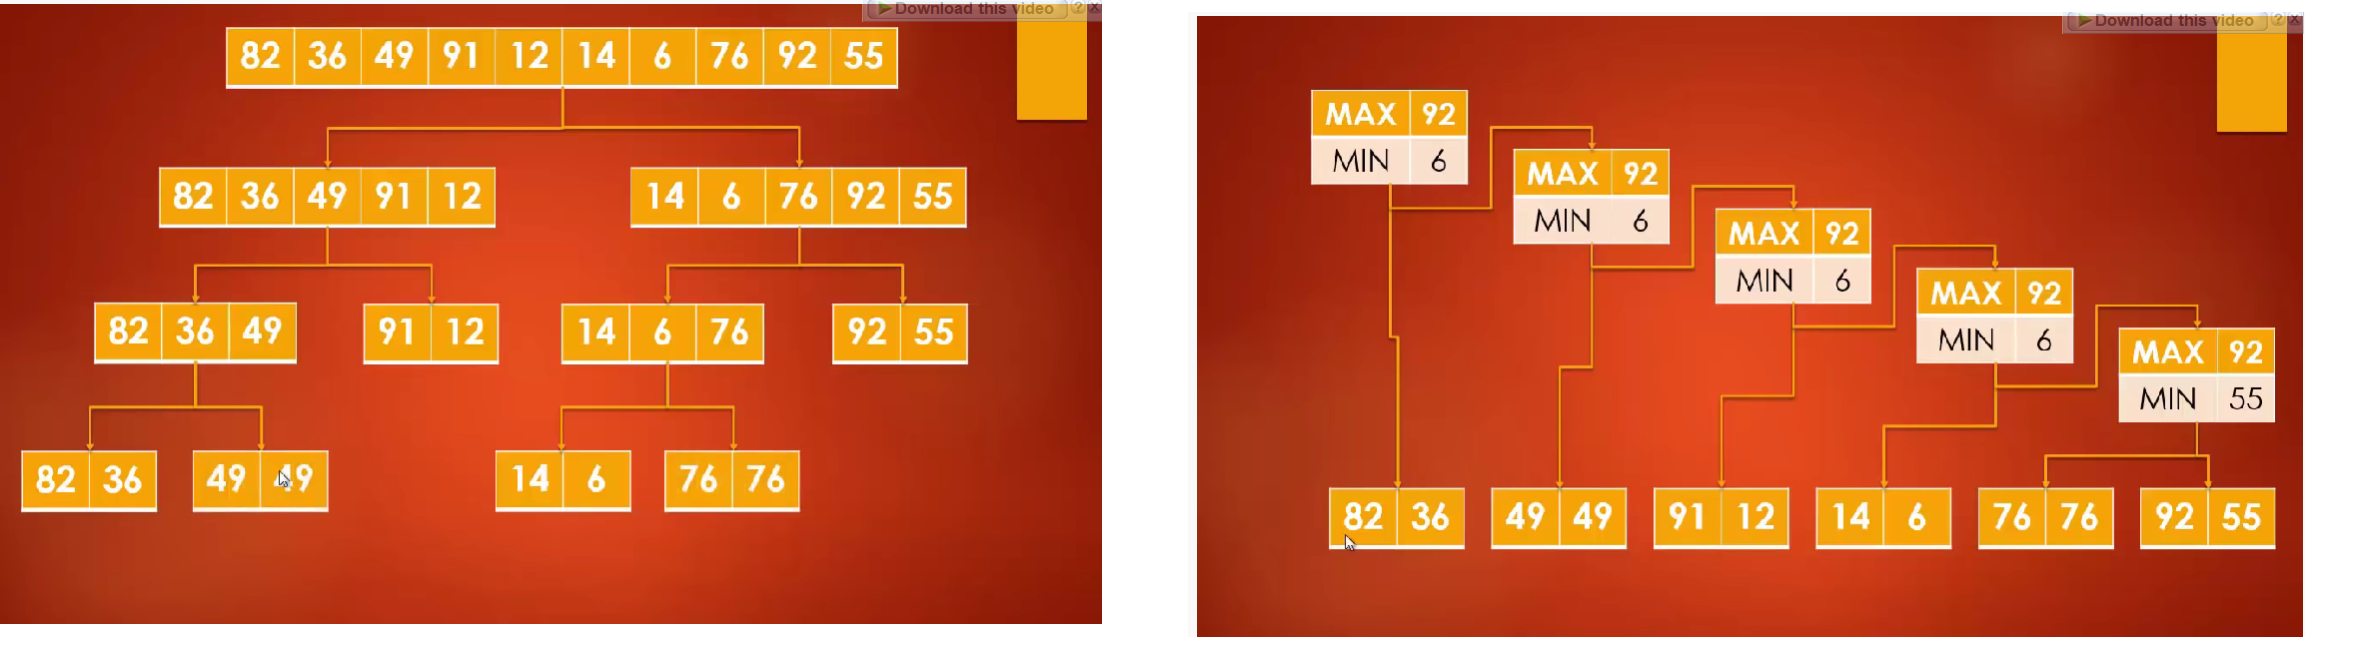 Download this video ? x
82 36 49 91 12 14 6 76 92 55
82 36 49 91 12
14 6 76 92 55
82 36 49
91 12
14 6 76
92 55
82 36
49 49
14 6
76 76
Download this video ? x
MAX 92
MIN 6
MAX 92
MIN 6
MAX 92
MIN 6
MAX 92
MIN 6
MAX 92
MIN 55
82 36
49 49
91 12
14 6
76 76
92 55